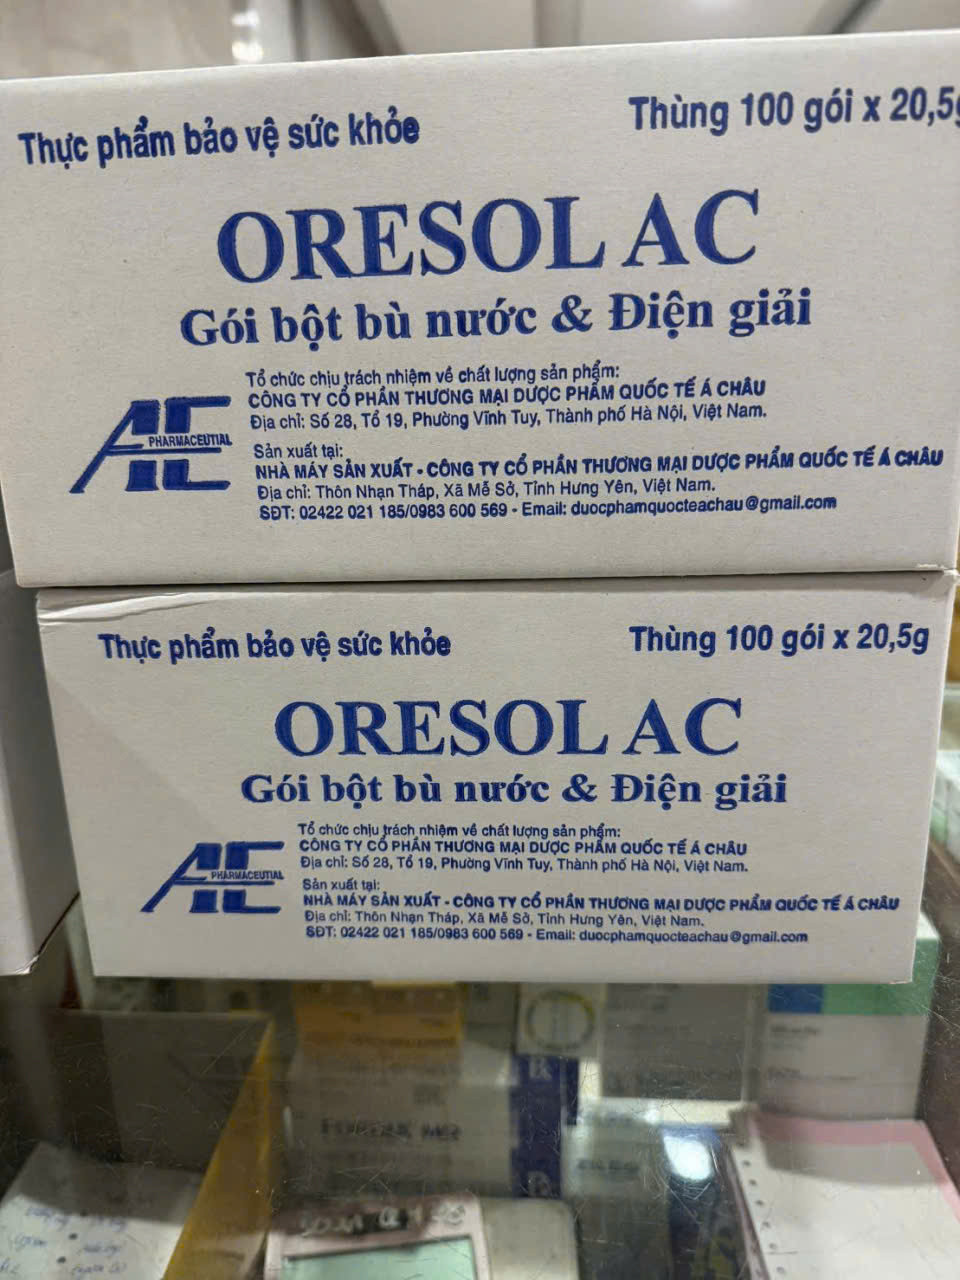 Thực phẩm bảo vệ sức khỏe
Thùng 100 gói x 20,5g
ORESOL AC
Gói bột bù nước & Điện giải
AE
PHARMACEUTIAL
Tổ chức chịu trách nhiệm về chất lượng sản phẩm:
CÔNG TY CỔ PHẦN THƯƠNG MẠI DƯỢC PHẨM QUỐC TẾ Á CHÂU
Địa chỉ: Số 28, Tổ 19, Phường Vĩnh Tuy, Thành phố Hà Nội, Việt Nam.
Sản xuất tại:
NHÀ MÁY SẢN XUẤT - CÔNG TY CỔ PHẦN THƯƠNG MẠI DƯỢC PHẨM QUỐC TẾ Á CHÂU
Địa chỉ: Thôn Nhạn Tháp, Xã Mễ Sở, Tỉnh Hưng Yên, Việt Nam.
SĐT: 02422 021 185/0983 600 569 - Email: duocphamquocteachau@gmail.com
Thực phẩm bảo vệ sức khỏe
Thùng 100 gói x 20,5g
ORESOL AC
Gói bột bù nước & Điện giải
AE
PHARMACEUTIAL
Tổ chức chịu trách nhiệm về chất lượng sản phẩm:
CÔNG TY CỔ PHẦN THƯƠNG MẠI DƯỢC PHẨM QUỐC TẾ Á CHÂU
Địa chỉ: Số 28, Tổ 19, Phường Vĩnh Tuy, Thành phố Hà Nội, Việt Nam.
Sản xuất tại:
NHÀ MÁY SẢN XUẤT - CÔNG TY CỔ PHẦN THƯƠNG MẠI DƯỢC PHẨM QUỐC TẾ Á CHÂU
Địa chỉ: Thôn Nhạn Tháp, Xã Mễ Sở, Tỉnh Hưng Yên, Việt Nam.
SĐT: 02422 021 185/0983 600 569 - Email: duocphamquocteachau@gmail.com